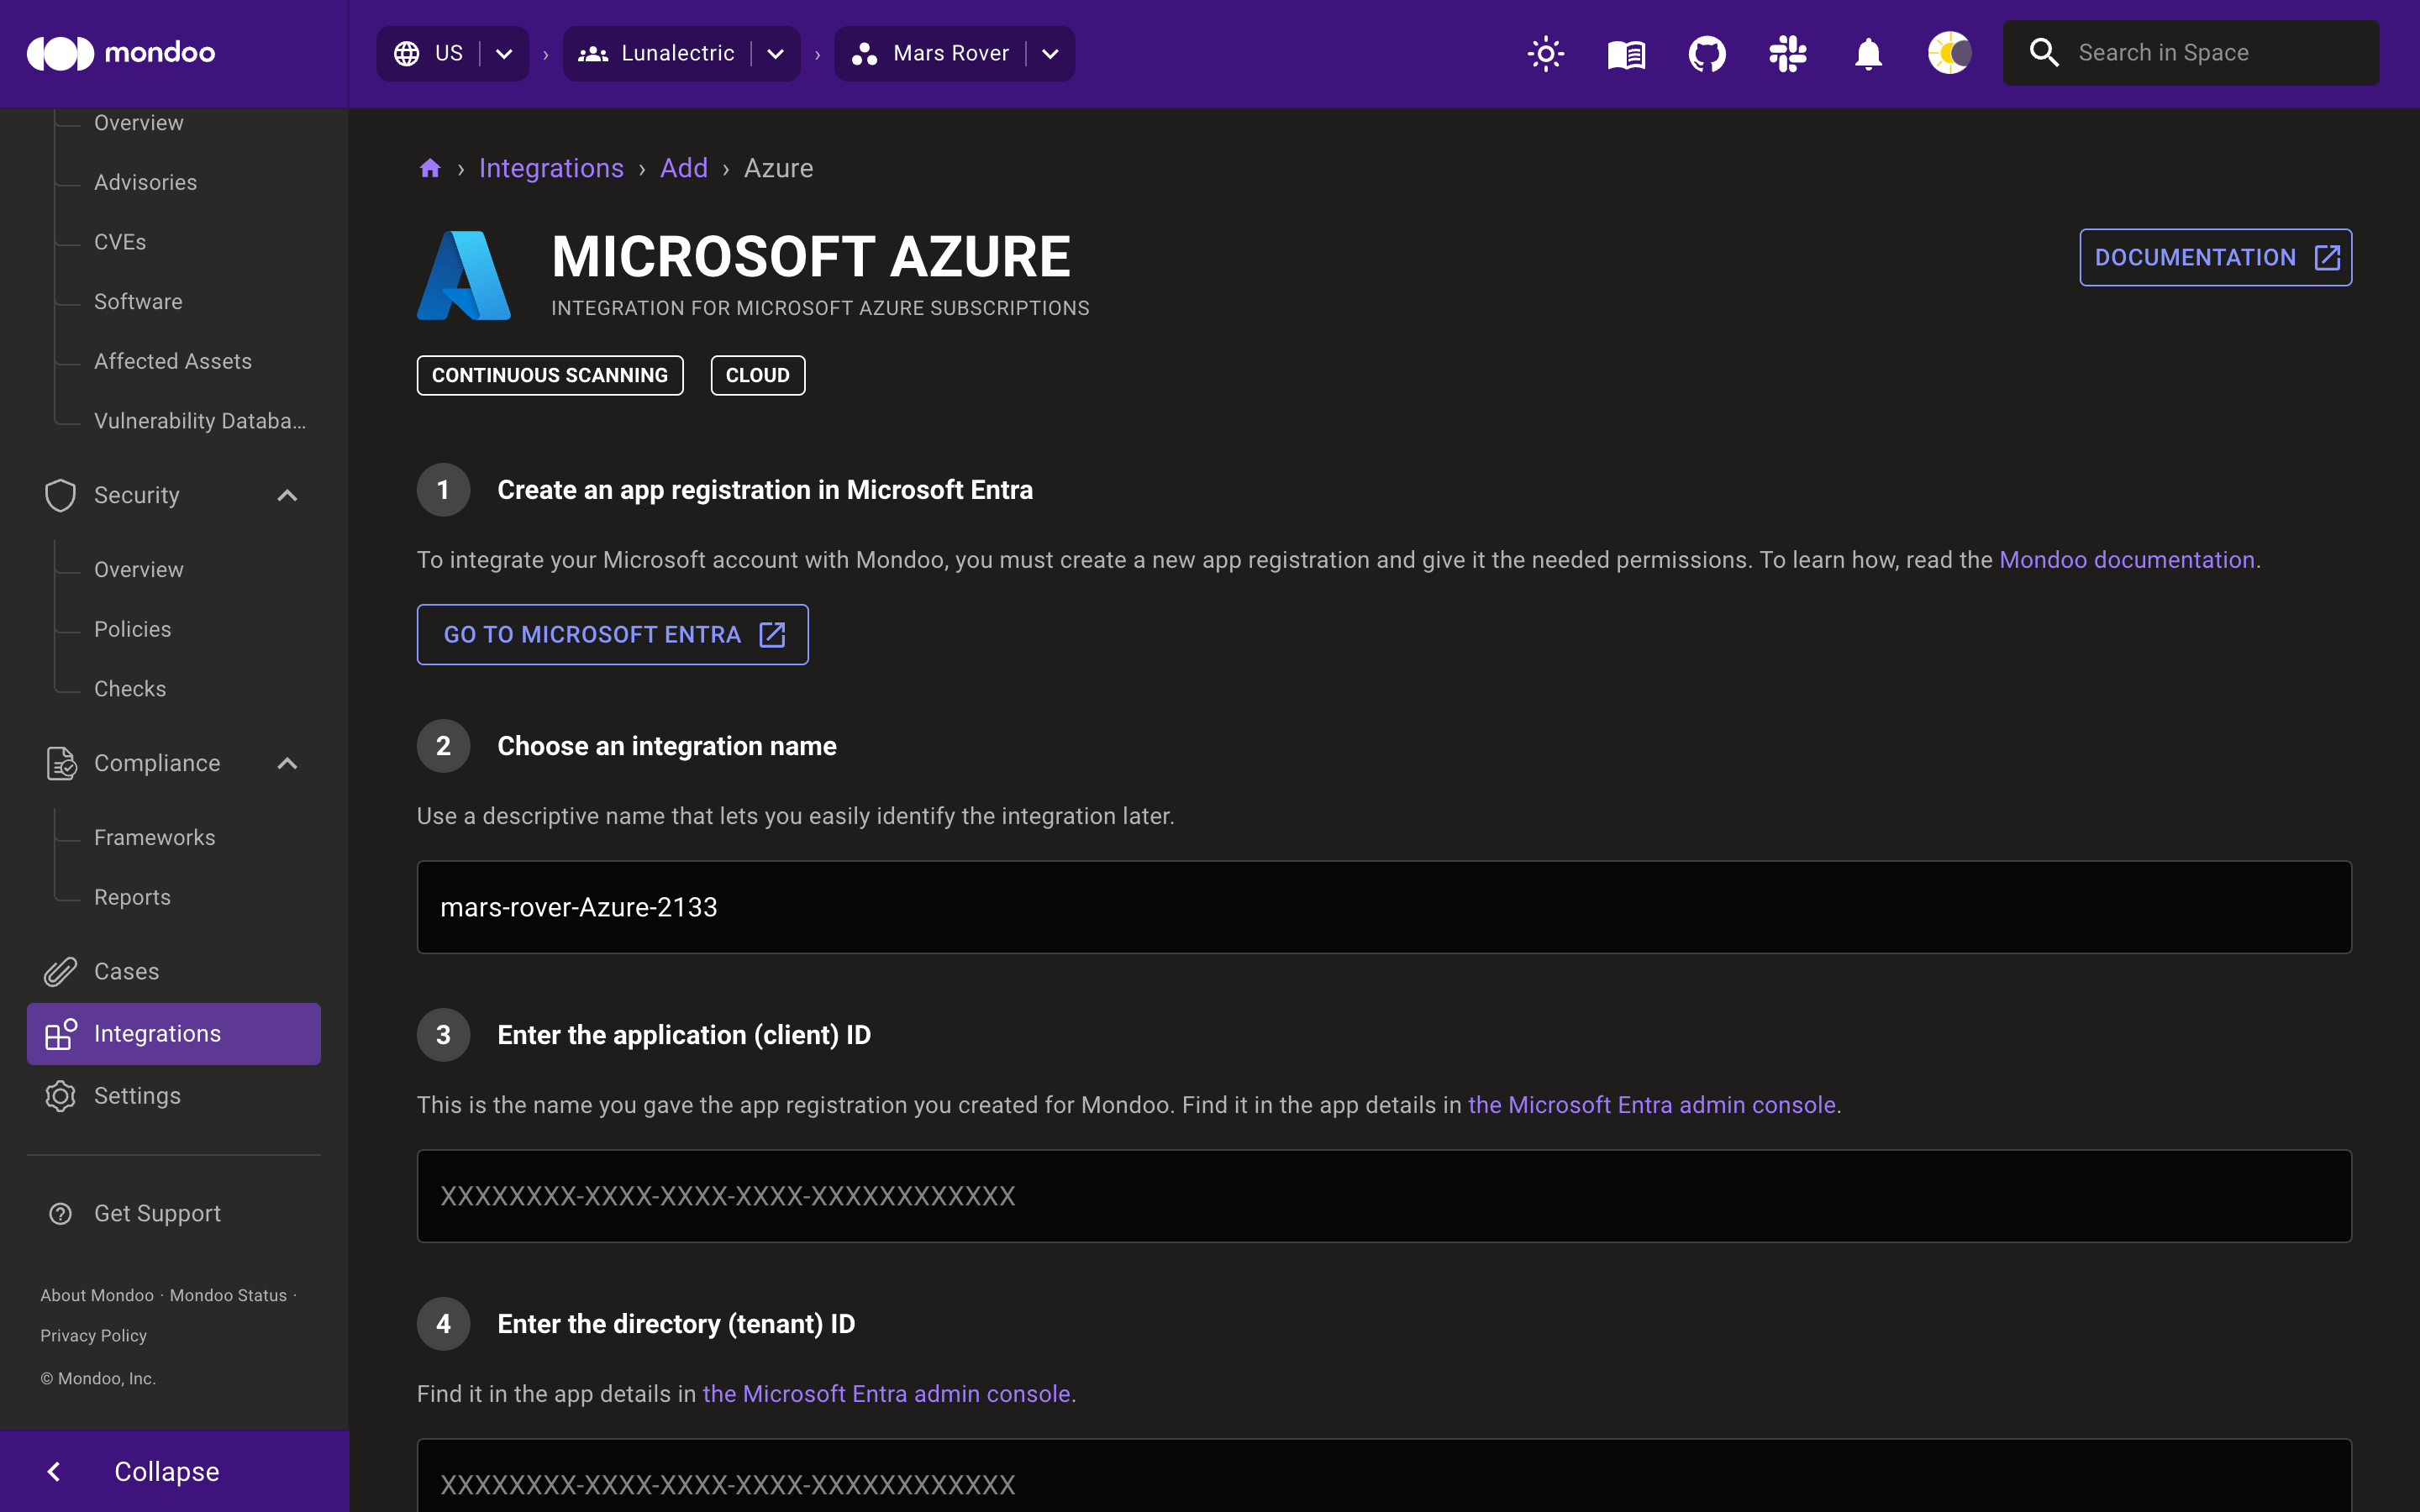 mondoo
US
›
Lunalectric
›
Mars Rover
Search in Space
Overview
Advisories
CVEs
Software
Affected Assets
Vulnerability Databa...
Security
Overview
Policies
Checks
Compliance
Frameworks
Reports
Cases
Integrations
Settings
Get Support
About Mondoo · Mondoo Status ·
Privacy Policy
© Mondoo, Inc.
Collapse
› Integrations › Add › Azure
MICROSOFT AZURE
INTEGRATION FOR MICROSOFT AZURE SUBSCRIPTIONS
DOCUMENTATION
CONTINUOUS SCANNING
CLOUD
1 Create an app registration in Microsoft Entra
To integrate your Microsoft account with Mondoo, you must create a new app registration and give it the needed permissions. To learn how, read the Mondoo documentation.
GO TO MICROSOFT ENTRA
2 Choose an integration name
Use a descriptive name that lets you easily identify the integration later.
mars-rover-Azure-2133
3 Enter the application (client) ID
This is the name you gave the app registration you created for Mondoo. Find it in the app details in the Microsoft Entra admin console.
XXXXXXXX-XXXX-XXXX-XXXX-XXXXXXXXXXXX
4 Enter the directory (tenant) ID
Find it in the app details in the Microsoft Entra admin console.
XXXXXXXX-XXXX-XXXX-XXXX-XXXXXXXXXXXX